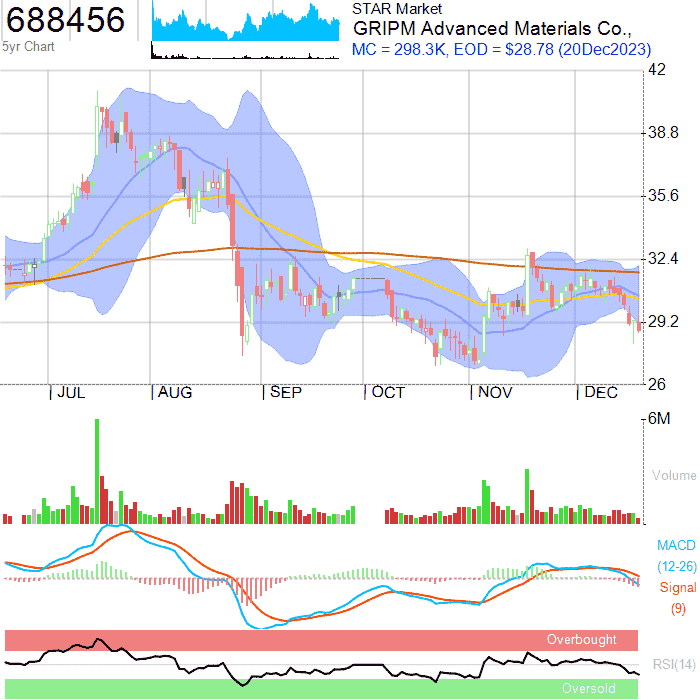 688456
5yr Chart
STAR Market
GRIPM Advanced Materials Co.,
MC = 298.3K, EOD = $28.78 (20Dec2023)
42
38.8
35.6
32.4
29.2
26
JUL
AUG
SEP
OCT
NOV
DEC
6M
Volume
MACD
(12-26)
Signal
(9)
Overbought
RSI(14)
Oversold